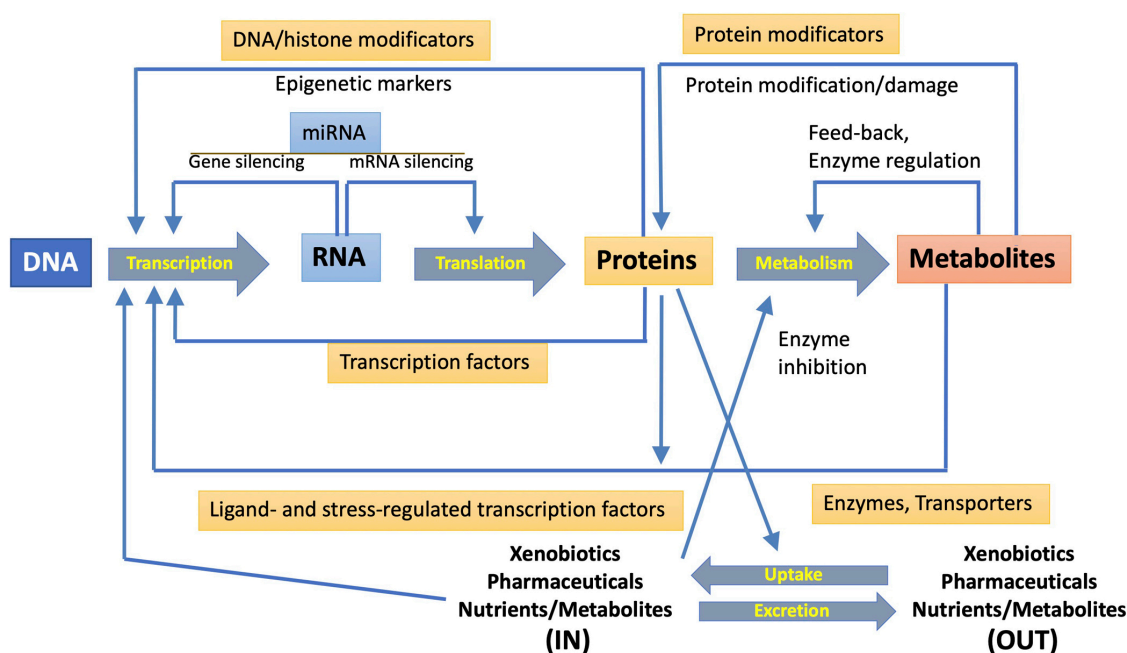 DNA/histone modificators
Protein modificators
Epigenetic markers
Protein modification/damage
miRNA
Feed-back,
Enzyme regulation
Gene silencing
mRNA silencing
DNA
Transcription
RNA
Translation
Proteins
Metabolism
Metabolites
Transcription factors
Enzyme
inhibition
Ligand- and stress-regulated transcription factors
Enzymes, Transporters
Xenobiotics
Pharmaceuticals
Nutrients/Metabolites
(IN)
Uptake
Excretion
Xenobiotics
Pharmaceuticals
Nutrients/Metabolites
(OUT)